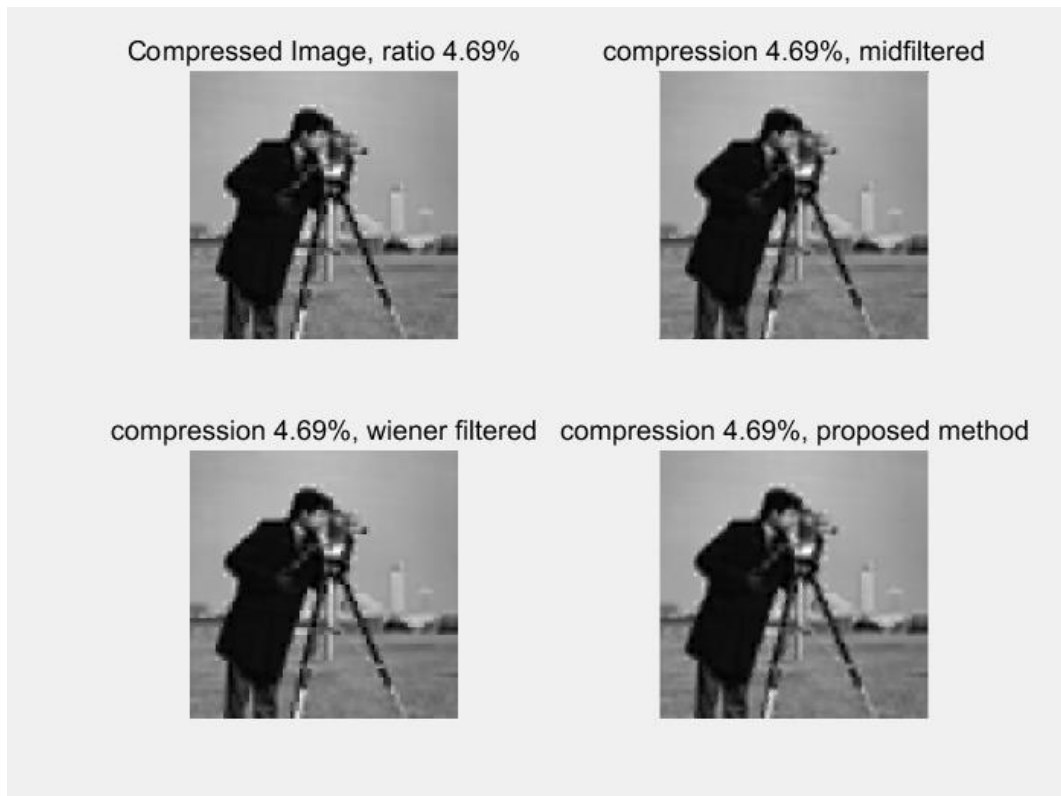 Compressed Image, ratio 4.69%
compression 4.69%, midfiltered
compression 4.69%, wiener filtered
compression 4.69%, proposed method